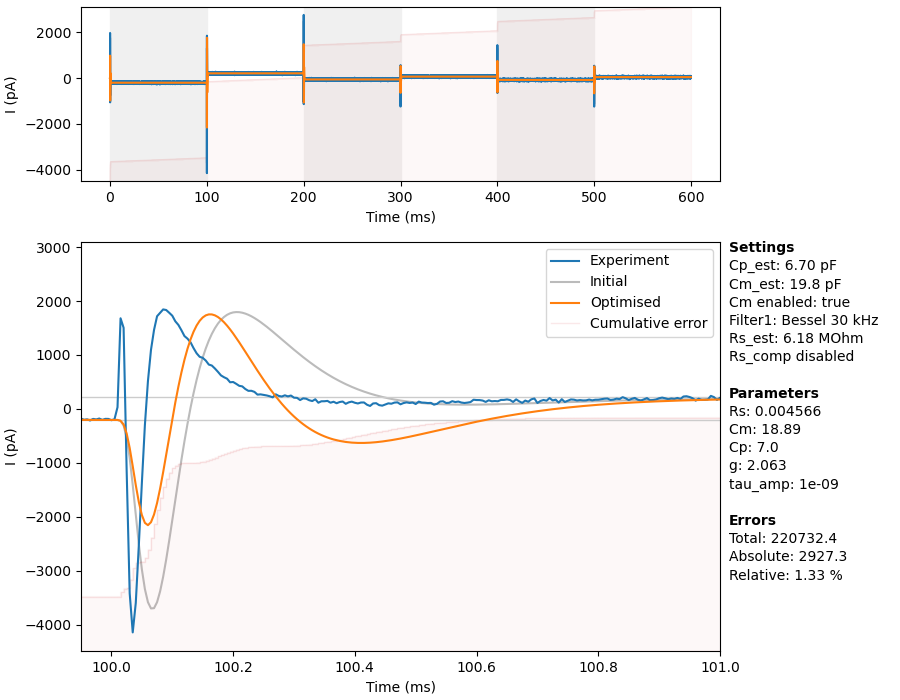 2000
0
−2000
−4000
I (pA)
0 100 200 300 400 500 600
Time (ms)
3000
2000
1000
0
−1000
−2000
−3000
−4000
I (pA)
Experiment
Initial
Optimised
Cumulative error
100.0 100.2 100.4 100.6 100.8 101.0
Time (ms)
Settings
Cp_est: 6.70 pF
Cm_est: 19.8 pF
Cm enabled: true
Filter1: Bessel 30 kHz
Rs_est: 6.18 MOhm
Rs_comp disabled
Parameters
Rs: 0.004566
Cm: 18.89
Cp: 7.0
g: 2.063
tau_amp: 1e-09
Errors
Total: 220732.4
Absolute: 2927.3
Relative: 1.33 %